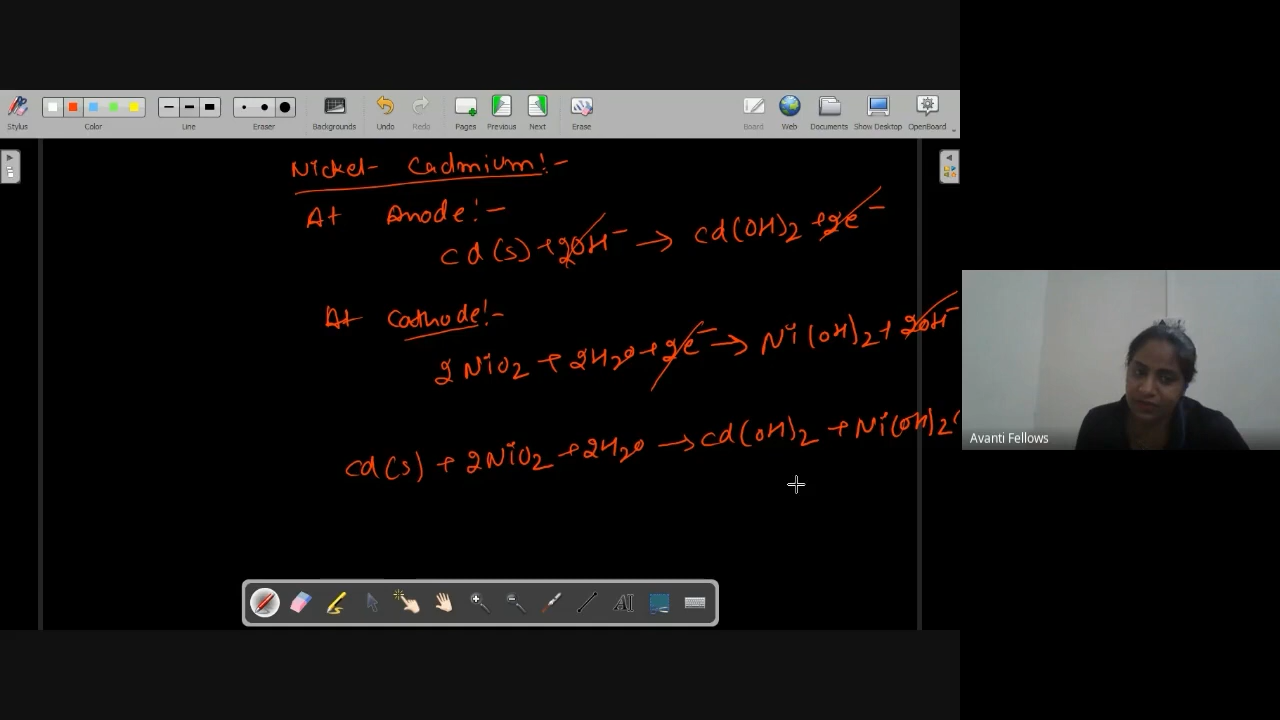 Stylus Color Line Eraser Backgrounds Undo Redo Pages Previous Next Erase Board Web Documents Show Desktop OpenBoard
Nickel- Cadmium:-
At Anode:-
Cd(s) + 2OH⁻ → Cd(OH)₂ + 2e⁻
At Cathode:-
2NiO₂ + 2H₂O + 2e⁻ → Ni(OH)₂ + 2OH⁻
Cd(s) + 2NiO₂ + 2H₂O → Cd(OH)₂ + Ni(OH)₂
Avanti Fellows
AI